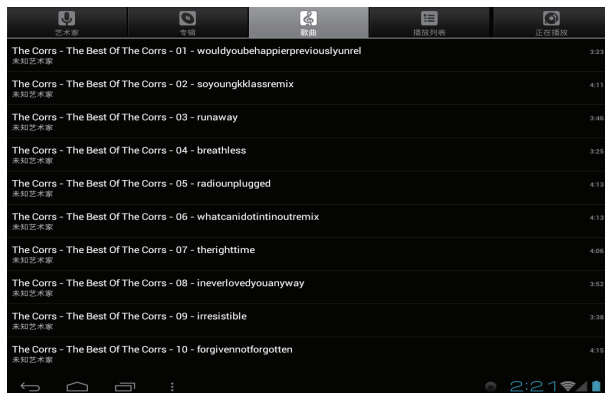 艺术家 专辑 歌曲 播放列表 正在播放
The Corrs - The Best Of The Corrs - 01 - wouldyoubehappierpreviouslyunrel 3:23
未知艺术家
The Corrs - The Best Of The Corrs - 02 - soyoungkklassremix 4:11
未知艺术家
The Corrs - The Best Of The Corrs - 03 - runaway 3:46
未知艺术家
The Corrs - The Best Of The Corrs - 04 - breathless 3:25
未知艺术家
The Corrs - The Best Of The Corrs - 05 - radiounplugged 4:13
未知艺术家
The Corrs - The Best Of The Corrs - 06 - whatcanidotintinoutremix 4:13
未知艺术家
The Corrs - The Best Of The Corrs - 07 - therighttime 4:06
未知艺术家
The Corrs - The Best Of The Corrs - 08 - ineverlovedyouanyway 3:52
未知艺术家
The Corrs - The Best Of The Corrs - 09 - irresistible 3:38
未知艺术家
The Corrs - The Best Of The Corrs - 10 - forgivennotforgotten 4:15
2:21